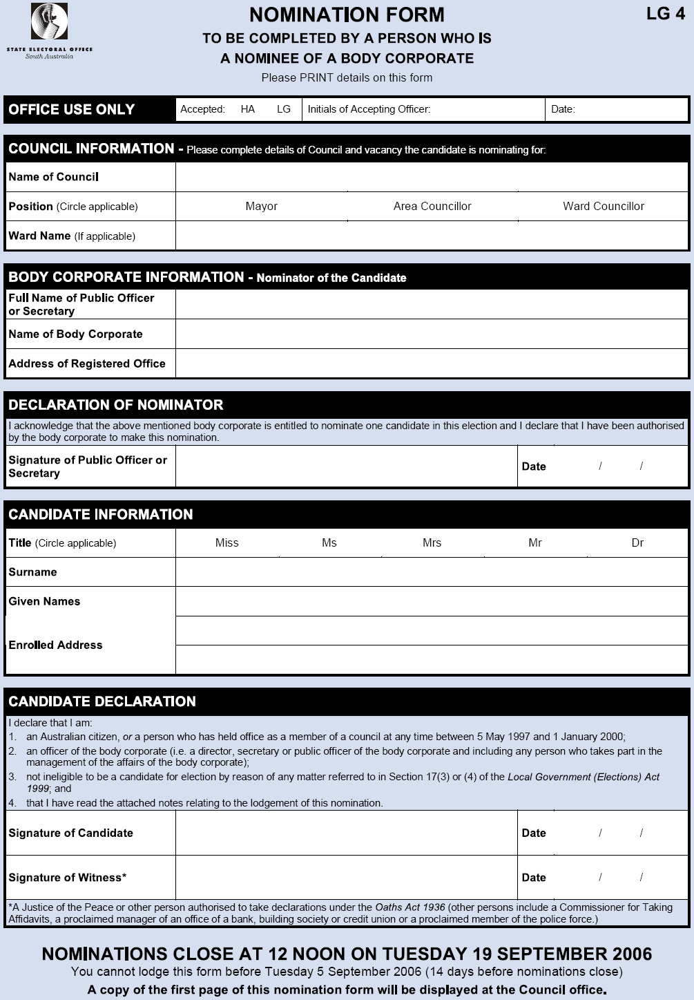 STATE ELECTORAL OFFICE
South Australia
NOMINATION FORM
LG 4
TO BE COMPLETED BY A PERSON WHO IS
A NOMINEE OF A BODY CORPORATE
Please PRINT details on this form
OFFICE USE ONLY Accepted: HA LG Initials of Accepting Officer: Date:
COUNCIL INFORMATION - Please complete details of Council and vacancy the candidate is nominating for:
Name of Council
Position (Circle applicable) Mayor Area Councillor Ward Councillor
Ward Name (If applicable)
BODY CORPORATE INFORMATION - Nominator of the Candidate
Full Name of Public Officer
or Secretary
Name of Body Corporate
Address of Registered Office
DECLARATION OF NOMINATOR
I acknowledge that the above mentioned body corporate is entitled to nominate one candidate in this election and I declare that I have been authorised
by the body corporate to make this nomination.
Signature of Public Officer or
Secretary
Date / /
CANDIDATE INFORMATION
Title (Circle applicable) Miss Ms Mrs Mr Dr
Surname
Given Names
Enrolled Address
CANDIDATE DECLARATION
I declare that I am:
1. an Australian citizen, or a person who has held office as a member of a council at any time between 5 May 1997 and 1 January 2000;
2. an officer of the body corporate (i.e. a director, secretary or public officer of the body corporate and including any person who takes part in the
management of the affairs of the body corporate);
3. not ineligible to be a candidate for election by reason of any matter referred to in Section 17(3) or (4) of the Local Government (Elections) Act
1999; and
4. that I have read the attached notes relating to the lodgement of this nomination.
Signature of Candidate Date / /
Signature of Witness* Date / /
*A Justice of the Peace or other person authorised to take declarations under the Oaths Act 1936 (other persons include a Commissioner for Taking
Affidavits, a proclaimed manager of an office of a bank, building society or credit union or a proclaimed member of the police force.)
NOMINATIONS CLOSE AT 12 NOON ON TUESDAY 19 SEPTEMBER 2006
You cannot lodge this form before Tuesday 5 September 2006 (14 days before nominations close)
A copy of the first page of this nomination form will be displayed at the Council office.